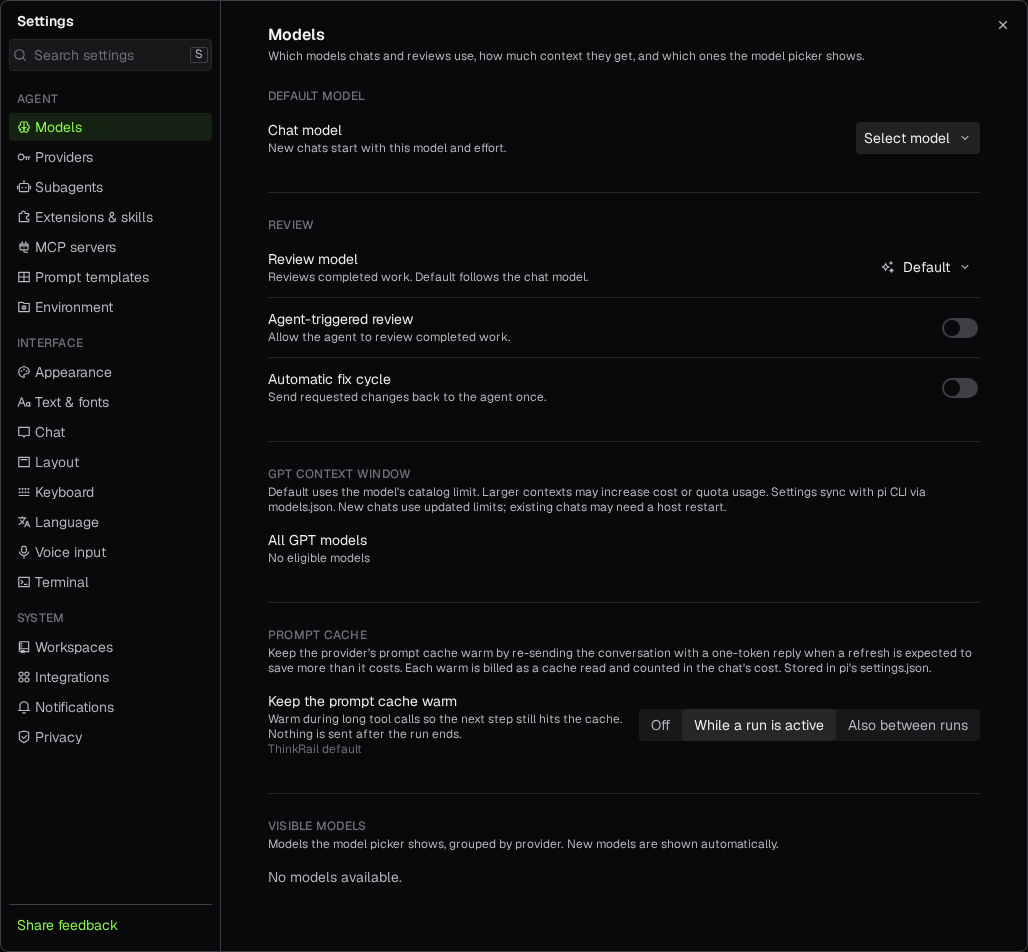 Settings
Search settings
S
AGENT
Models
Providers
Subagents
Extensions & skills
MCP servers
Prompt templates
Environment
INTERFACE
Appearance
Text & fonts
Chat
Layout
Keyboard
Language
Voice input
Terminal
SYSTEM
Workspaces
Integrations
Notifications
Privacy
Share feedback
Models
Which models chats and reviews use, how much context they get, and which ones the model picker shows.
DEFAULT MODEL
Chat model
New chats start with this model and effort.
Select model
REVIEW
Review model
Reviews completed work. Default follows the chat model.
Default
Agent-triggered review
Allow the agent to review completed work.
Automatic fix cycle
Send requested changes back to the agent once.
GPT CONTEXT WINDOW
Default uses the model's catalog limit. Larger contexts may increase cost or quota usage. Settings sync with pi CLI via
models.json. New chats use updated limits; existing chats may need a host restart.
All GPT models
No eligible models
PROMPT CACHE
Keep the provider's prompt cache warm by re-sending the conversation with a one-token reply when a refresh is expected to
save more than it costs. Each warm is billed as a cache read and counted in the chat's cost. Stored in pi's settings.json.
Keep the prompt cache warm
Warm during long tool calls so the next step still hits the cache.
Nothing is sent after the run ends.
ThinkRail default
Off
While a run is active
Also between runs
VISIBLE MODELS
Models the model picker shows, grouped by provider. New models are shown automatically.
No models available.